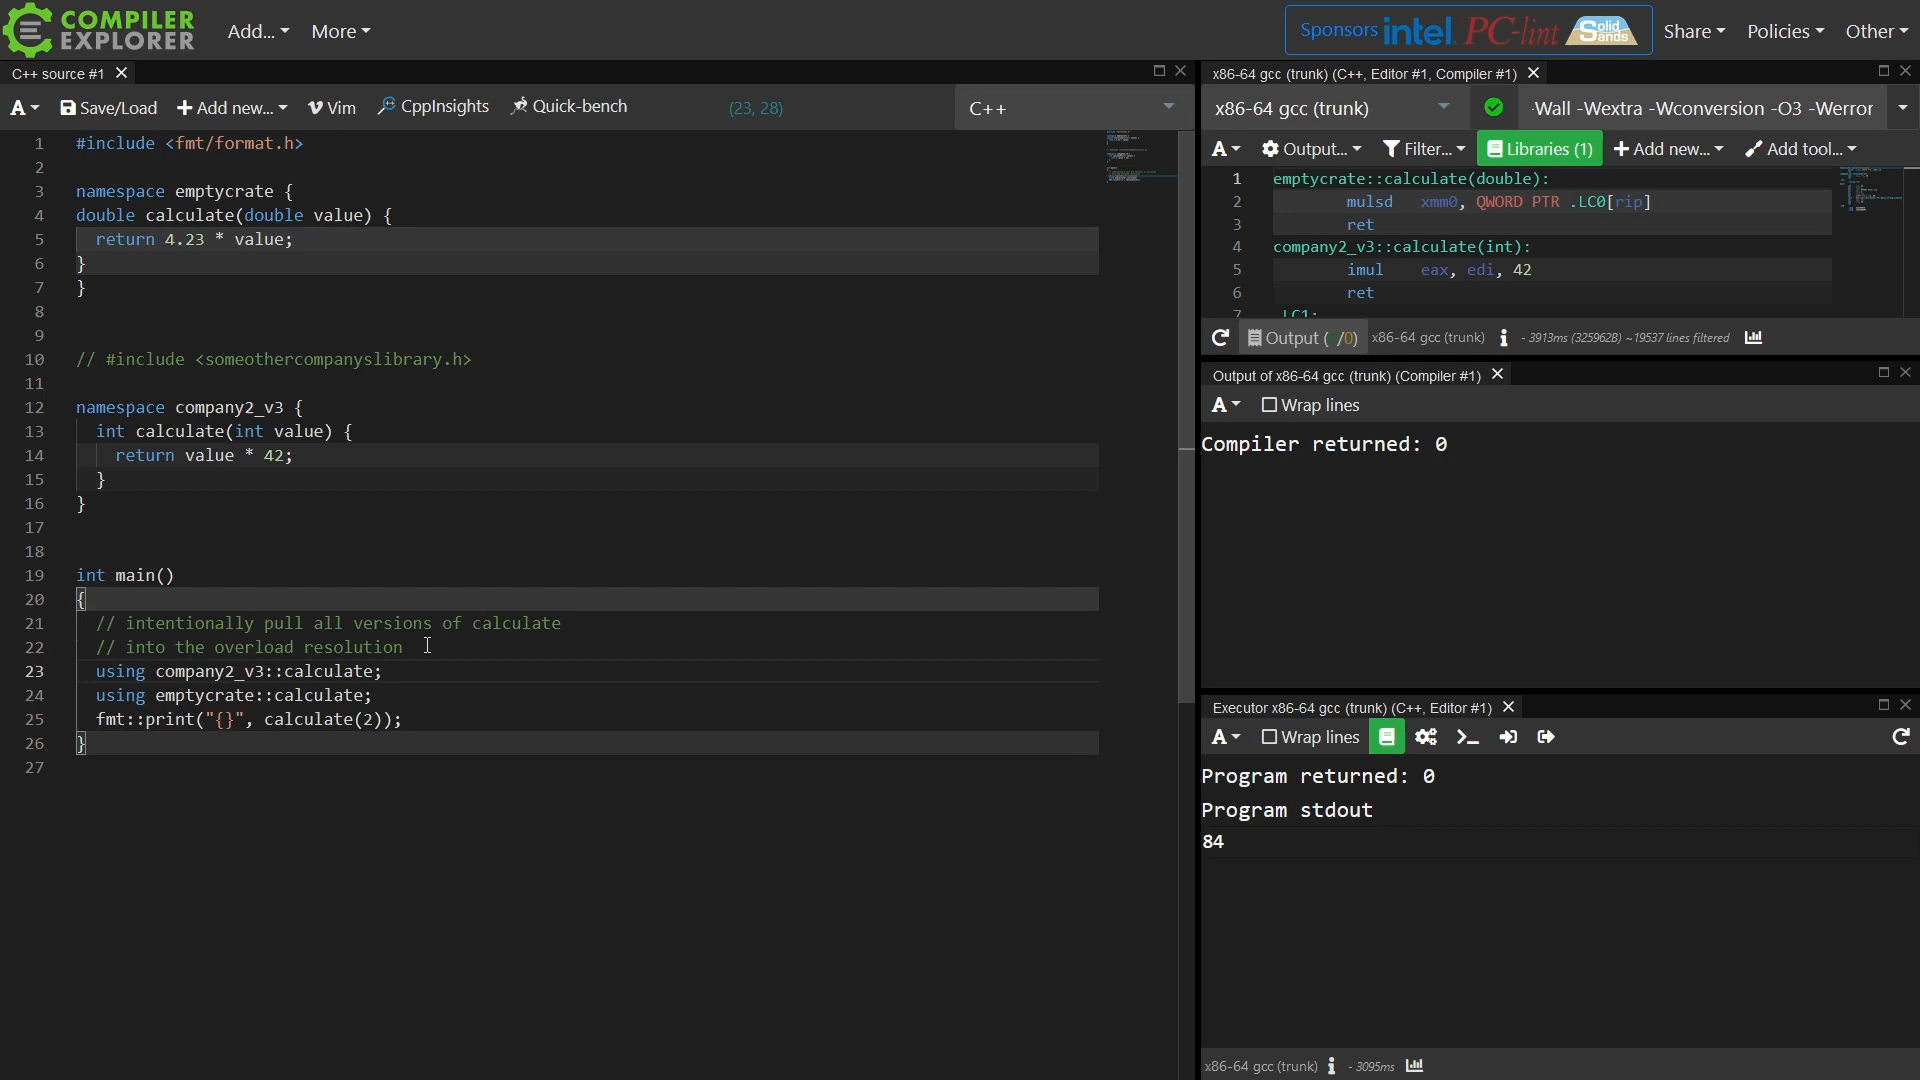 COMPILER
EXPLORER
Add...
More
Sponsors intel PC-lint Solid Sands
Share
Policies
Other
C++ source #1
A
Save/Load
Add new...
Vim
CppInsights
Quick-bench
(23, 28)
C++
1 #include <fmt/format.h>
2
3 namespace emptycrate {
4 double calculate(double value) {
5 return 4.23 * value;
6 }
7 }
8
9
10 // #include <someothercompanyslibrary.h>
11
12 namespace company2_v3 {
13 int calculate(int value) {
14 return value * 42;
15 }
16 }
17
18
19 int main()
20 {
21 // intentionally pull all versions of calculate
22 // into the overload resolution
23 using company2_v3::calculate;
24 using emptycrate::calculate;
25 fmt::print("{}", calculate(2));
26 }
27
x86-64 gcc (trunk) (C++, Editor #1, Compiler #1)
x86-64 gcc (trunk)
-Wall -Wextra -Wconversion -O3 -Werror
A
Output...
Filter...
Libraries (1)
Add new...
Add tool...
1 emptycrate::calculate(double):
2 mulsd xmm0, QWORD PTR .LC0[rip]
3 ret
4 company2_v3::calculate(int):
5 imul eax, edi, 42
6 ret
7 .LC1:
Output ( /0) x86-64 gcc (trunk) i - 3913ms (325962B) ~19537 lines filtered
Output of x86-64 gcc (trunk) (Compiler #1)
A
Wrap lines
Compiler returned: 0
Executor x86-64 gcc (trunk) (C++, Editor #1)
A
Wrap lines
Program returned: 0
Program stdout
84
x86-64 gcc (trunk) i - 3095ms